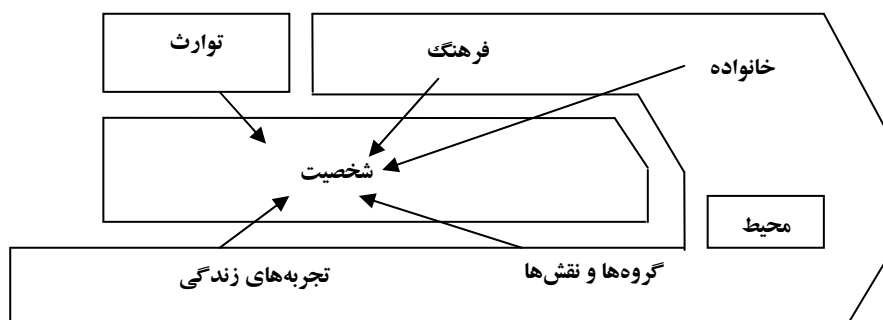 توارث
فرهنگ
خانواده
شخصیت
محیط
گروه‌ها و نقش‌ها
تجربه‌های زندگی